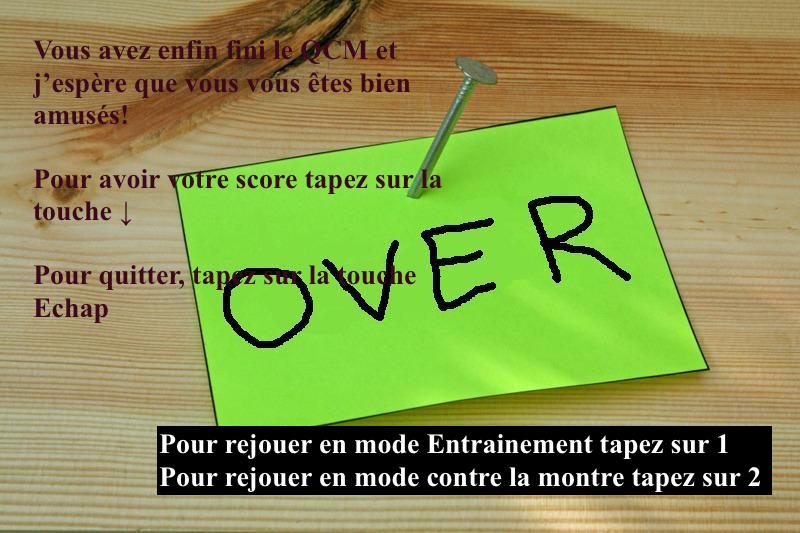 Vous avez enfin fini le QCM et
j’espère que vous vous êtes bien
amusés!
Pour avoir votre score tapez sur la
touche ↓
Pour quitter, tapez sur la touche
Echap
OVER
Pour rejouer en mode Entrainement tapez sur 1
Pour rejouer en mode contre la montre tapez sur 2